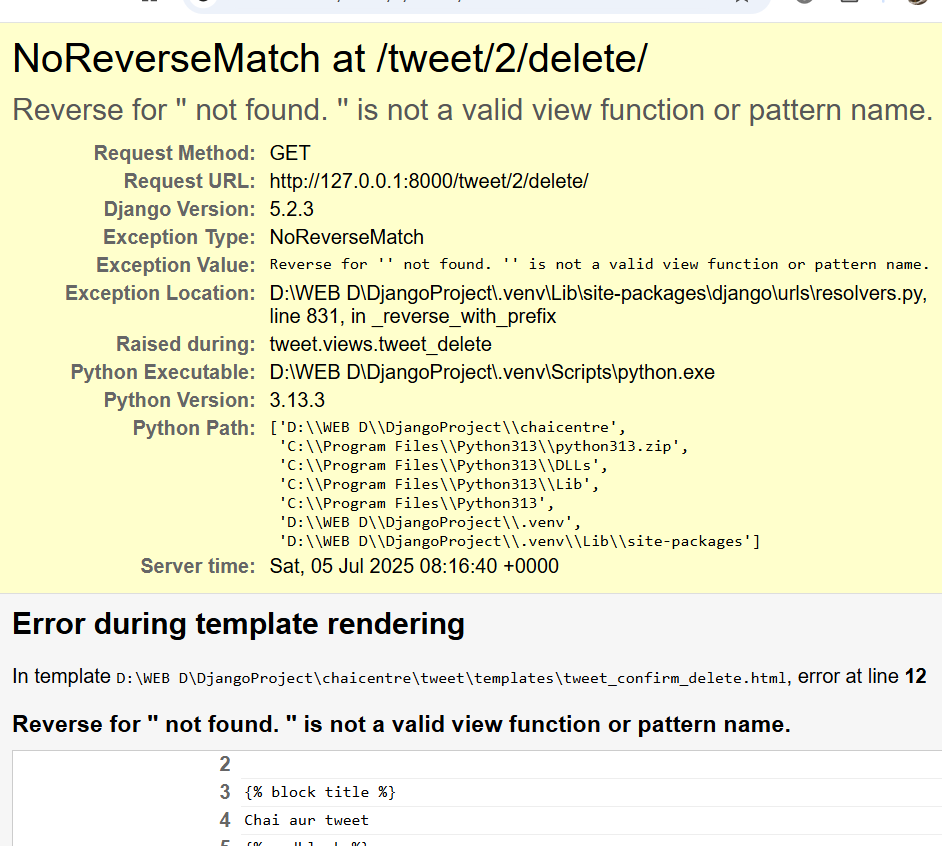 NoReverseMatch at /tweet/2/delete/
Reverse for '' not found. '' is not a valid view function or pattern name.
Request Method: GET
Request URL: http://127.0.0.1:8000/tweet/2/delete/
Django Version: 5.2.3
Exception Type: NoReverseMatch
Exception Value: Reverse for '' not found. '' is not a valid view function or pattern name.
Exception Location: D:\WEB D\DjangoProject\.venv\Lib\site-packages\django\urls\resolvers.py,
line 831, in _reverse_with_prefix
Raised during: tweet.views.tweet_delete
Python Executable: D:\WEB D\DjangoProject\.venv\Scripts\python.exe
Python Version: 3.13.3
Python Path: ['D:\\WEB D\\DjangoProject\\chaicentre',
'C:\\Program Files\\Python313\\python313.zip',
'C:\\Program Files\\Python313\\DLLs',
'C:\\Program Files\\Python313\\Lib',
'C:\\Program Files\\Python313',
'D:\\WEB D\\DjangoProject\\.venv',
'D:\\WEB D\\DjangoProject\\.venv\\Lib\\site-packages']
Server time: Sat, 05 Jul 2025 08:16:40 +0000
Error during template rendering
In template D:\WEB D\DjangoProject\chaicentre\tweet\templates\tweet_confirm_delete.html, error at line 12
Reverse for '' not found. '' is not a valid view function or pattern name.
2
3 {% block title %}
4 Chai aur tweet